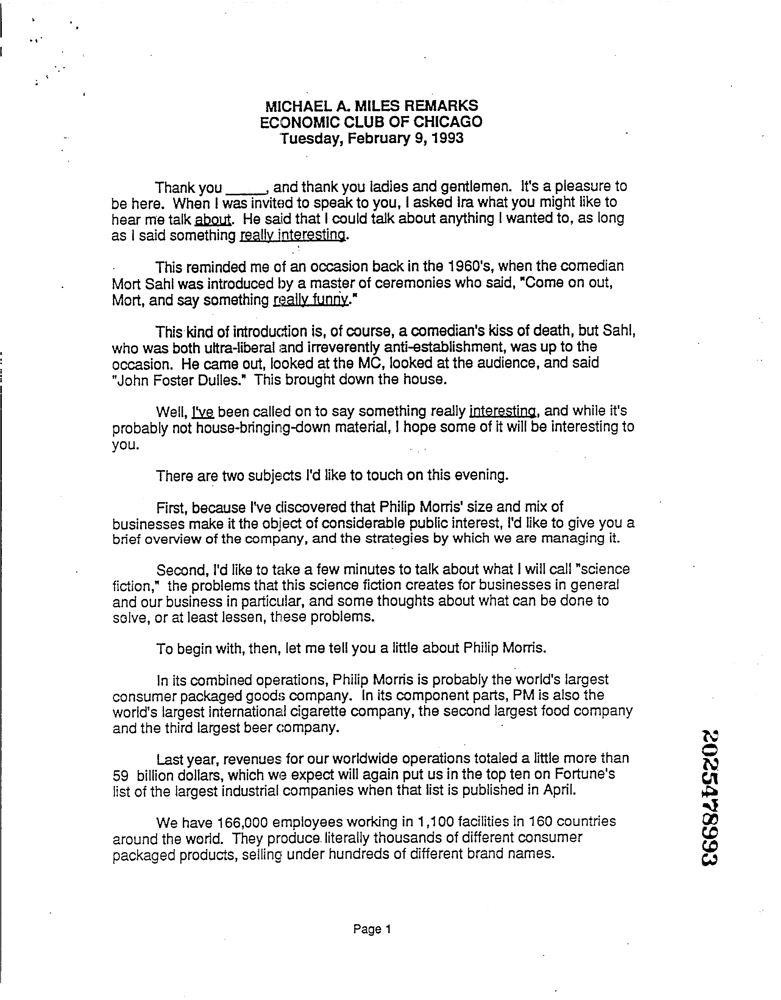 MICHAEL A. MILES REMARKS
ECONOMIC CLUB OF CHICAGO
Tuesday, February 9, 1993
Thank you _____, and thank you ladies and gentlemen. It's a pleasure to
be here. When I was invited to speak to you, I asked Ira what you might like to
hear me talk about. He said that I could talk about anything I wanted to, as long
as I said something really interesting.
This reminded me of an occasion back in the 1960's, when the comedian
Mort Sahl was introduced by a master of ceremonies who said, "Come on out,
Mort, and say something really funny."
This kind of introduction is, of course, a comedian's kiss of death, but Sahl,
who was both ultra-liberal and irreverently anti-establishment, was up to the
occasion. He came out, looked at the MC, looked at the audience, and said
"John Foster Dulles." This brought down the house.
Well, I've been called on to say something really interesting, and while it's
probably not house-bringing-down material, I hope some of it will be interesting to
you.
There are two subjects I'd like to touch on this evening.
First, because I've discovered that Philip Morris' size and mix of
businesses make it the object of considerable public interest, I'd like to give you a
brief overview of the company, and the strategies by which we are managing it.
Second, I'd like to take a few minutes to talk about what I will call "science
fiction," the problems that this science fiction creates for businesses in general
and our business in particular, and some thoughts about what can be done to
solve, or at least lessen, these problems.
To begin with, then, let me tell you a little about Philip Morris.
In its combined operations, Philip Morris is probably the world's largest
consumer packaged goods company. In its component parts, PM is also the
world's largest international cigarette company, the second largest food company
and the third largest beer company.
Last year, revenues for our worldwide operations totaled a little more than
59 billion dollars, which we expect will again put us in the top ten on Fortune's
list of the largest industrial companies when that list is published in April.
We have 166,000 employees working in 1,100 facilities in 160 countries
around the world. They produce literally thousands of different consumer
packaged products, selling under hundreds of different brand names.
Page 1
2025478993